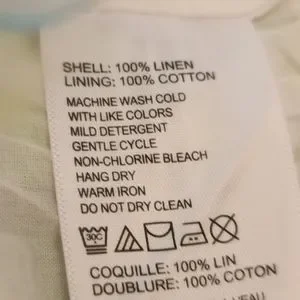 SHELL: 100% LINEN
LINING: 100% COTTON
MACHINE WASH COLD
WITH LIKE COLORS
MILD DETERGENT
GENTLE CYCLE
NON-CHLORINE BLEACH
HANG DRY
WARM IRON
DO NOT DRY CLEAN
30C
COQUILLE: 100% LIN
DOUBLURE: 100% COTON